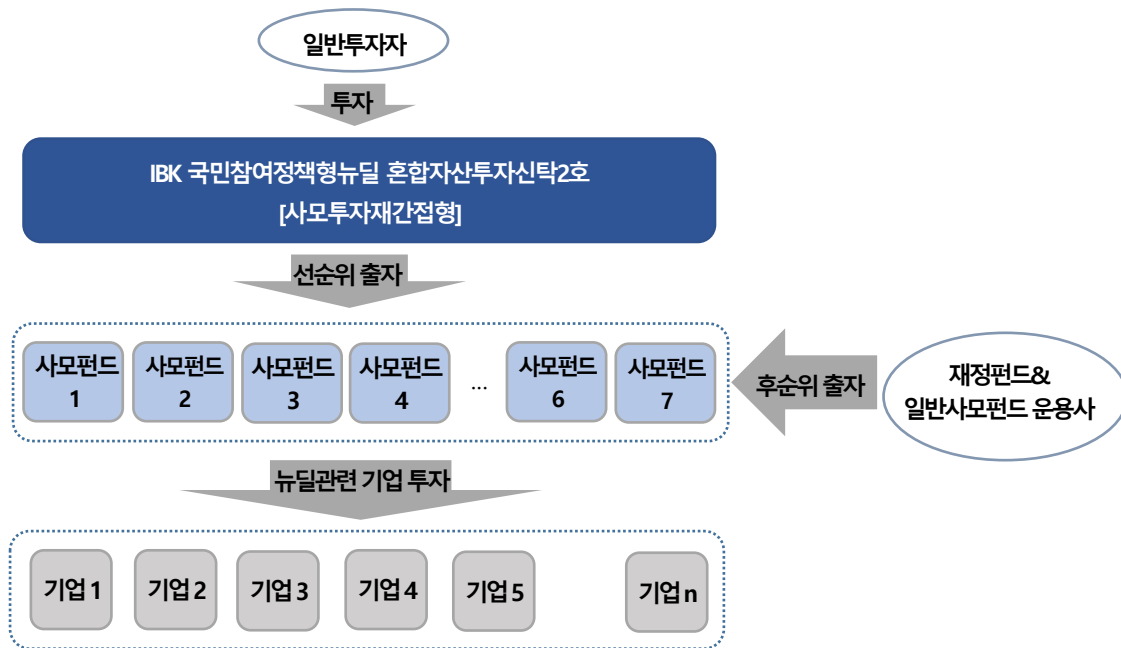 일반투자자
투자
IBK 국민참여정책형뉴딜 혼합자산투자신탁2호
[사모투자재간접형]
선순위 출자
사모펀드
1
사모펀드
2
사모펀드
3
사모펀드
4
...
사모펀드
6
사모펀드
7
후순위 출자
재정펀드&
일반사모펀드 운용사
뉴딜관련 기업 투자
기업 1
기업 2
기업 3
기업 4
기업 5
기업 n